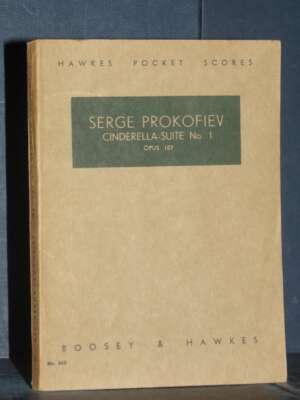 HAWKES POCKET SCORES
SERGE PROKOFIEV
CINDERELLA-SUITE No. 1
OPUS 107
BOOSEY & HAWKES